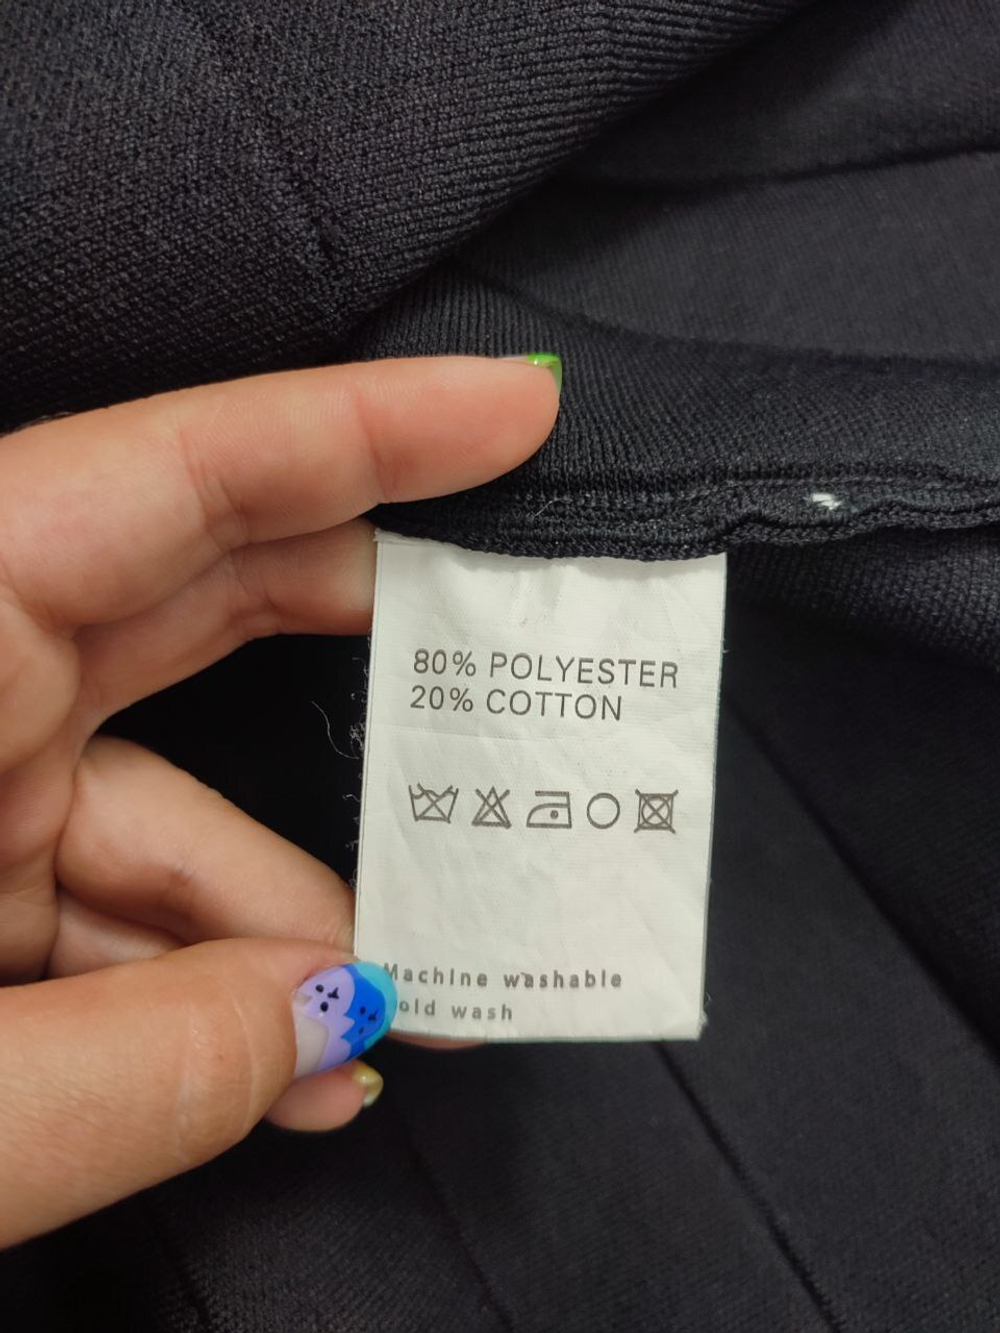 80% POLYESTER
20% COTTON
Machine washable
old wash